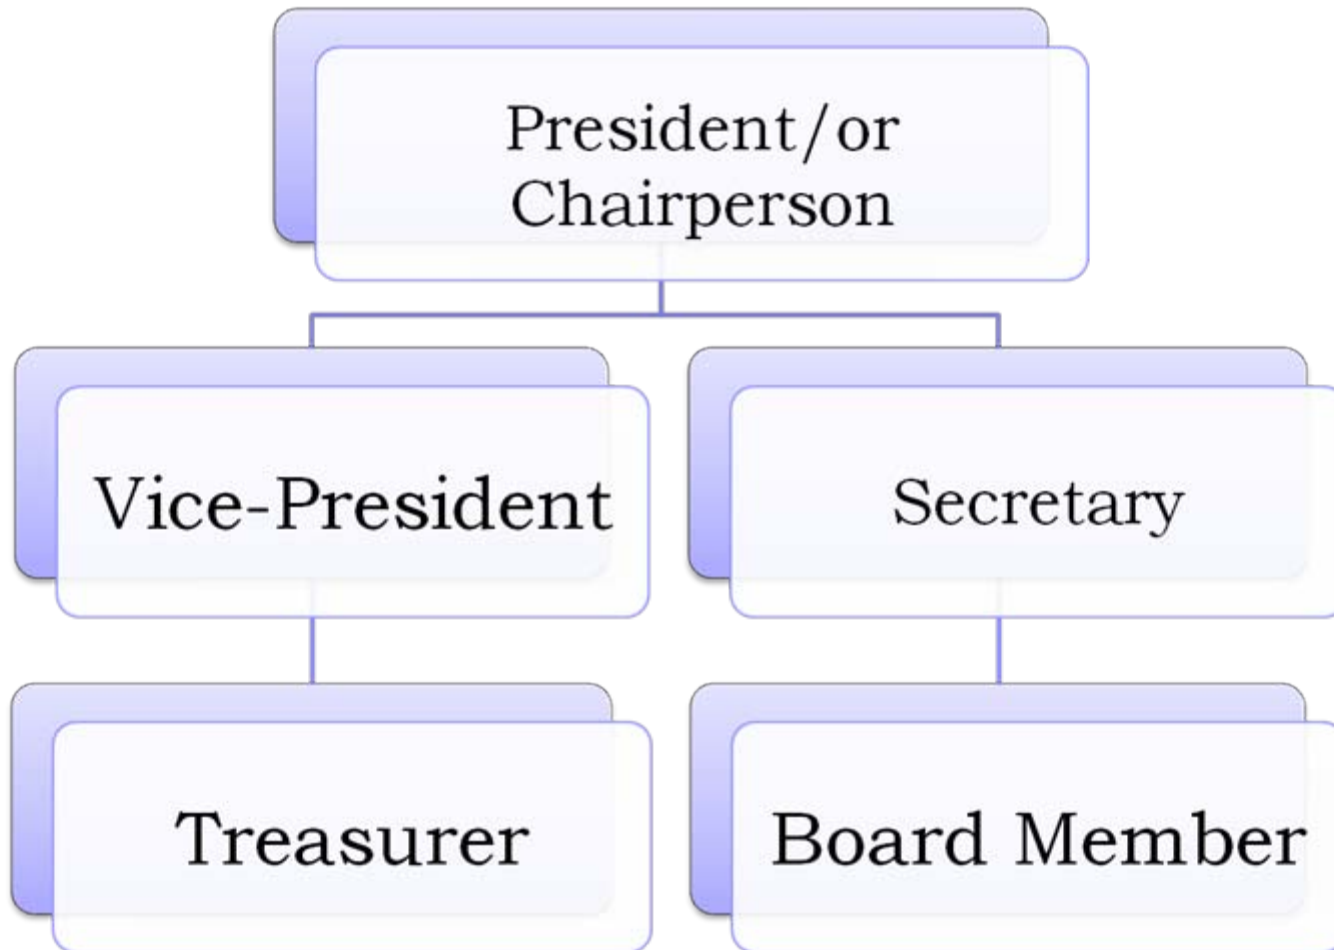 President/or
Chairperson
Vice-President
Secretary
Treasurer
Board Member